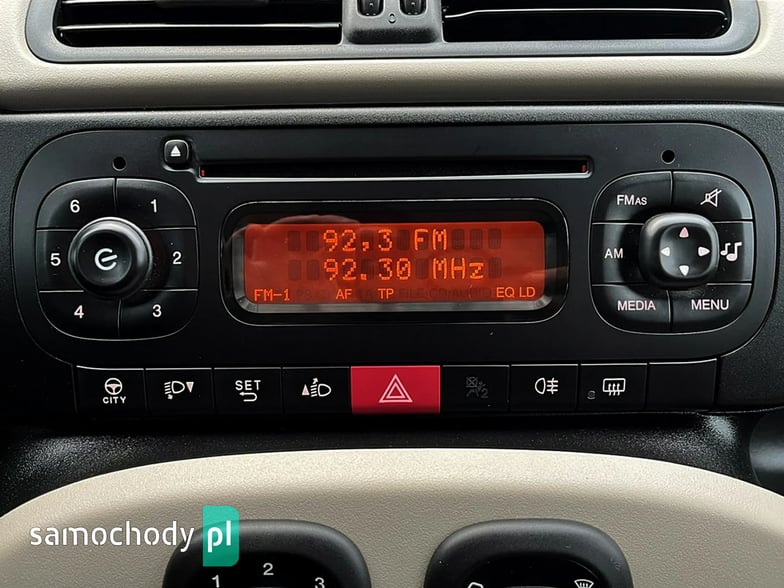 6 1
5 2
4 3
92,3 FM
92.30 MHz
FM-1 AF TP EQ LD
FMAS
AM
MEDIA MENU
CITY
SET
2
samochody pl
1 2 3